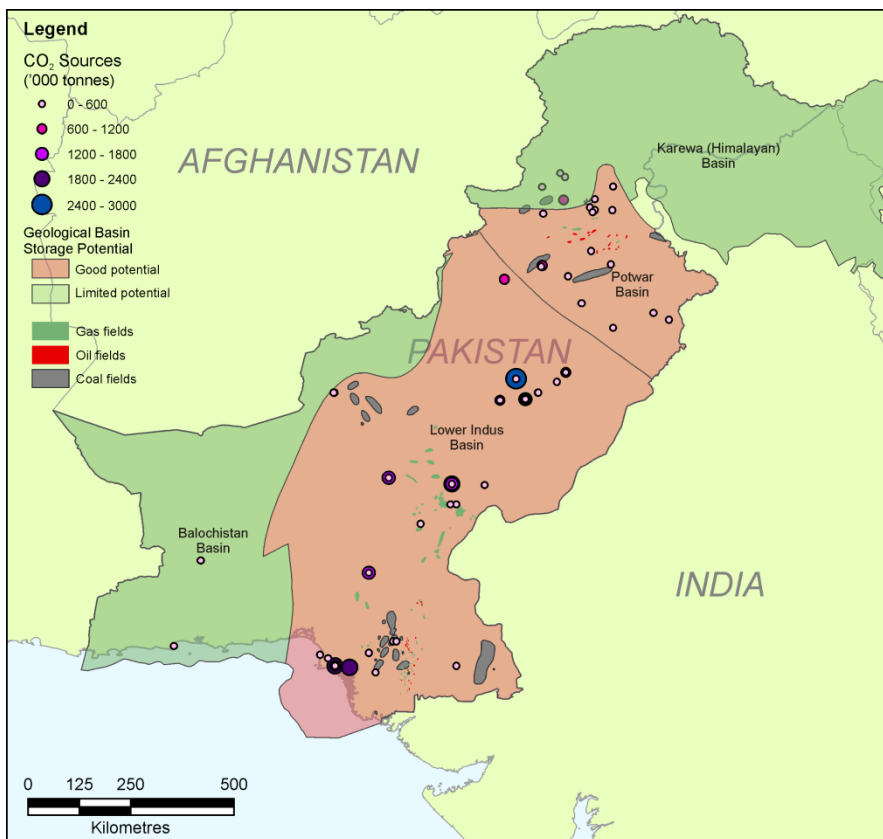 Legend
CO₂ Sources
('000 tonnes)
0 - 600
600 - 1200
1200 - 1800
1800 - 2400
2400 - 3000
Geological Basin
Storage Potential
Good potential
Limited potential
Gas fields
Oil fields
Coal fields
AFGHANISTAN
Karewa (Himalayan)
Basin
Potwar
Basin
PAKISTAN
Lower Indus
Basin
Balochistan
Basin
INDIA
0 125 250 500
Kilometres